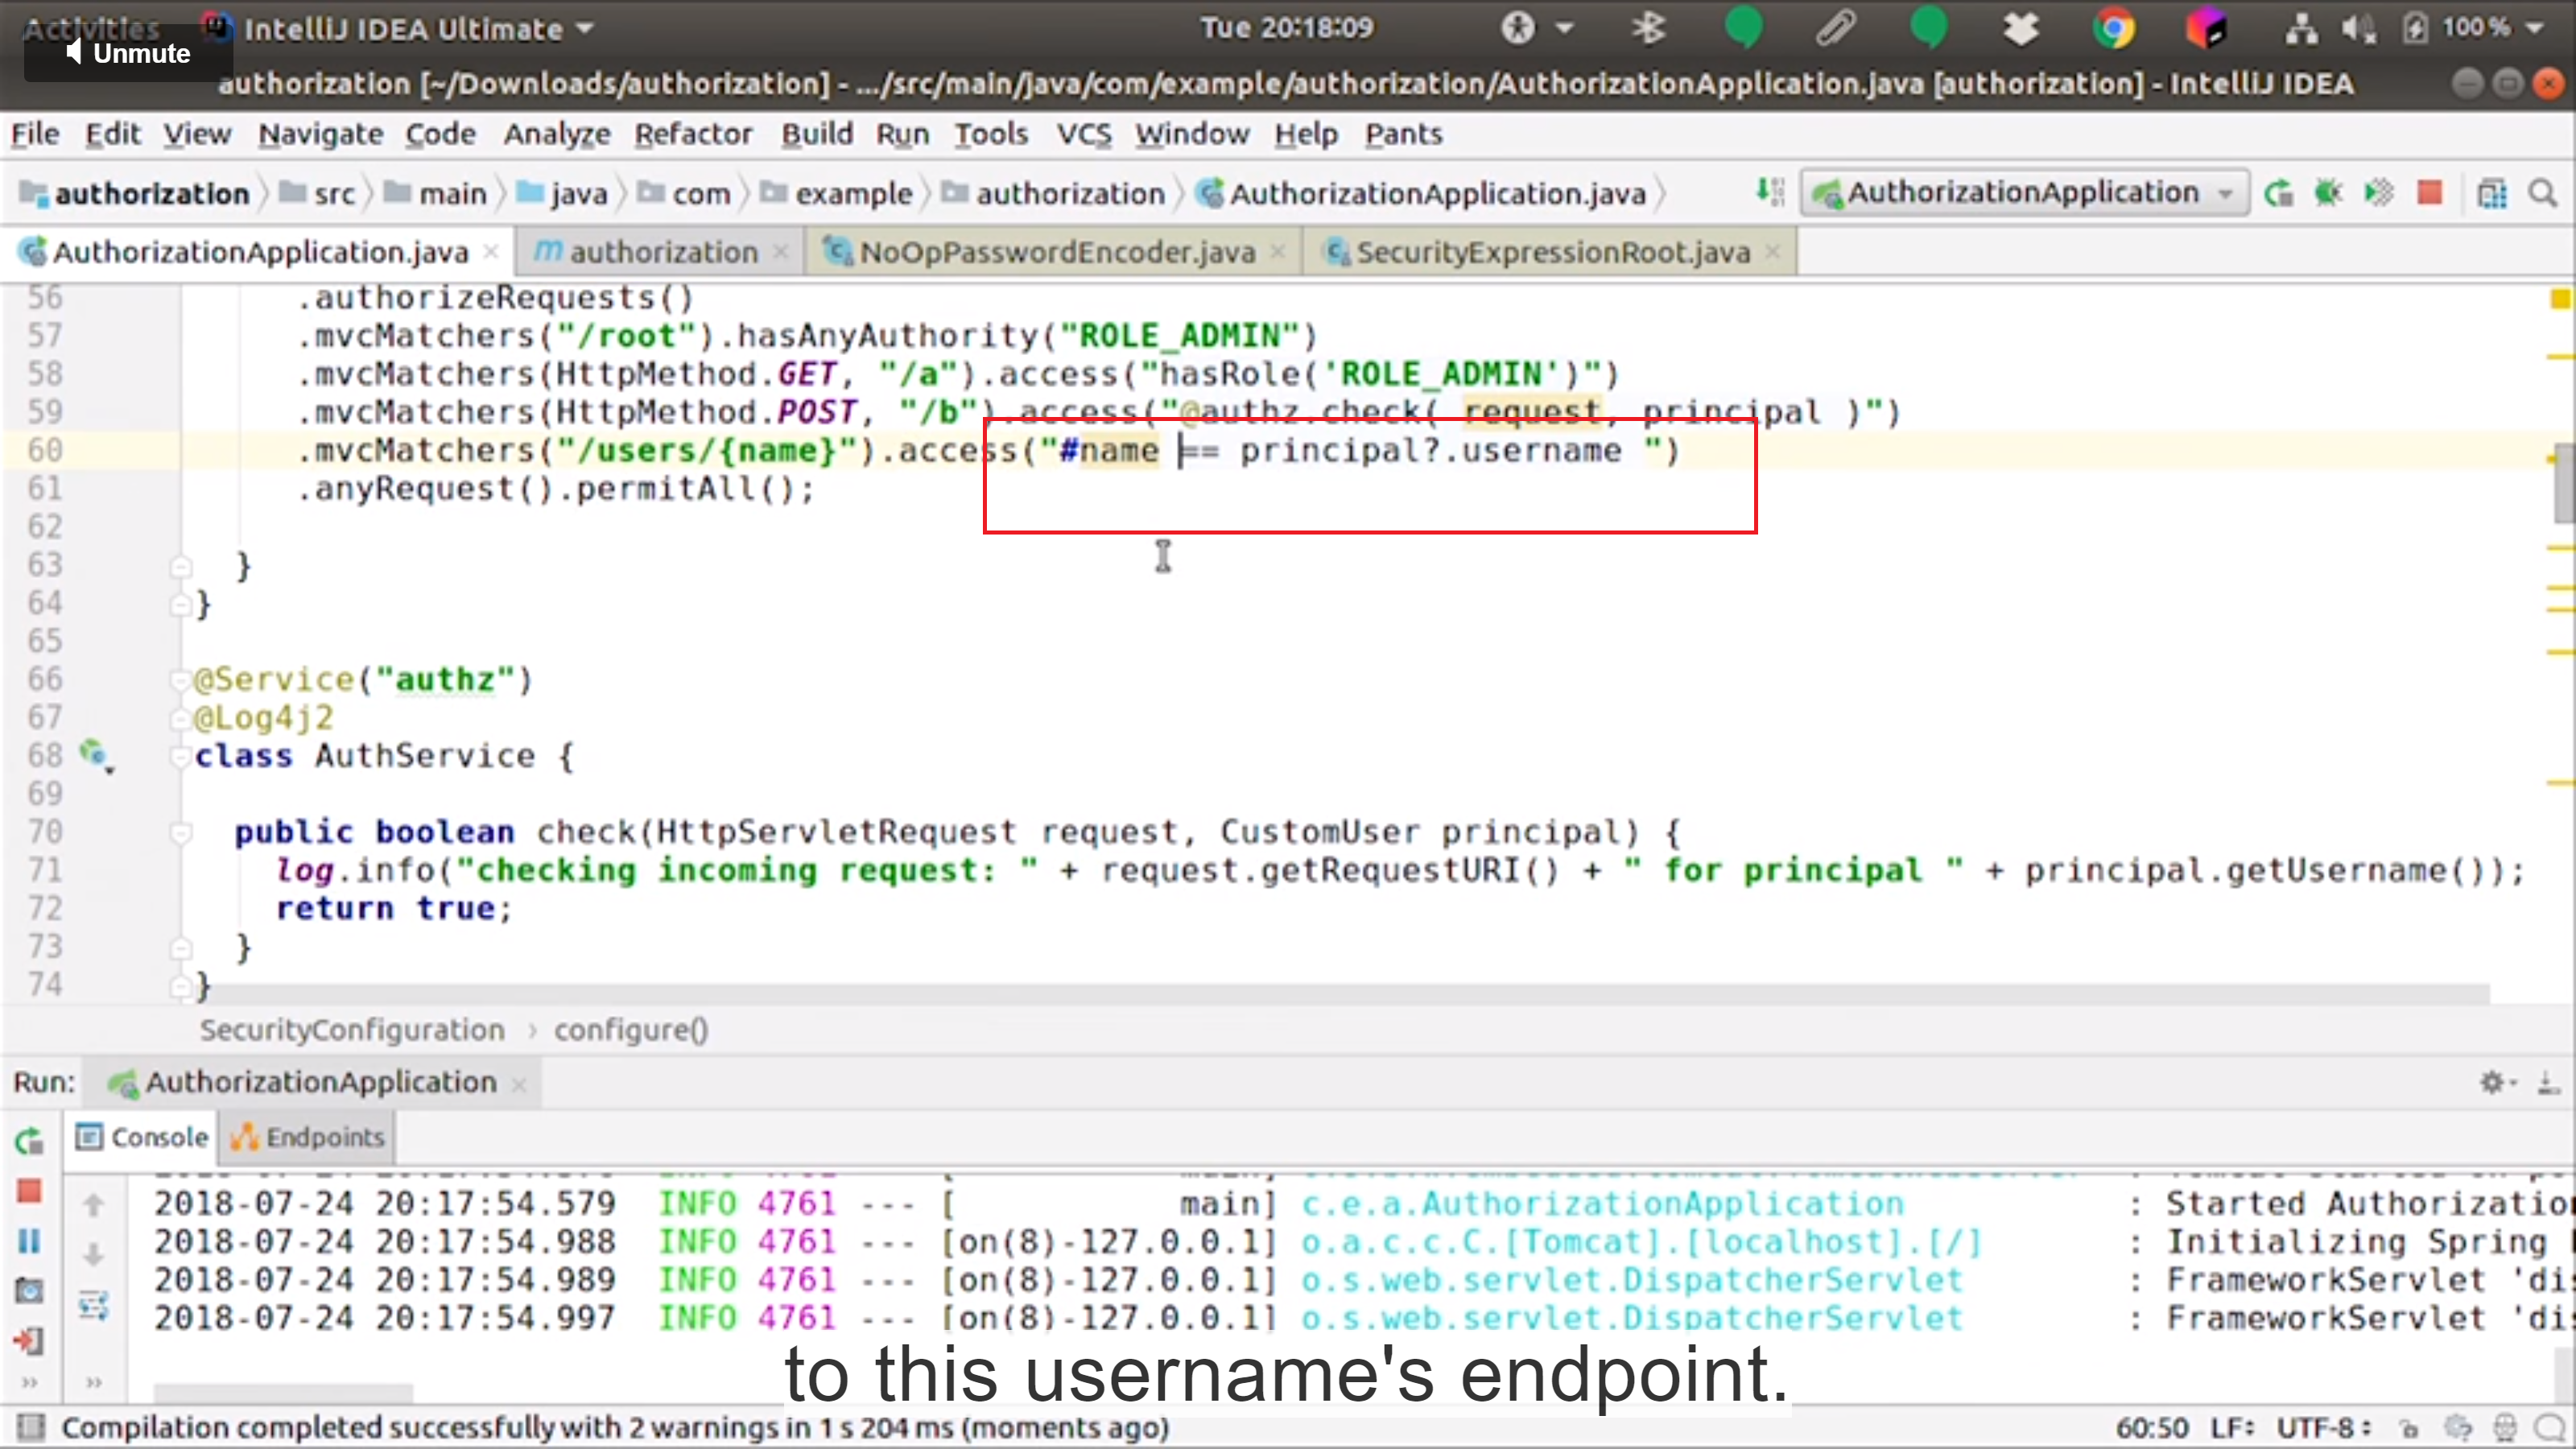 Activities IntelliJ IDEA Ultimate Tue 20:18:09 100 %
Unmute
authorization [~/Downloads/authorization] - .../src/main/java/com/example/authorization/AuthorizationApplication.java [authorization] - IntelliJ IDEA
File Edit View Navigate Code Analyze Refactor Build Run Tools VCS Window Help Pants
authorization src main java com example authorization AuthorizationApplication.java AuthorizationApplication
AuthorizationApplication.java authorization NoOpPasswordEncoder.java SecurityExpressionRoot.java
56 .authorizeRequests()
57 .mvcMatchers("/root").hasAnyAuthority("ROLE_ADMIN")
58 .mvcMatchers(HttpMethod.GET, "/a").access("hasRole('ROLE_ADMIN')")
59 .mvcMatchers(HttpMethod.POST, "/b").access("@authz.check( request, principal )")
60 .mvcMatchers("/users/{name}").access("#name == principal?.username ")
61 .anyRequest().permitAll();
62
63 }
64 }
65
66 @Service("authz")
67 @Log4j2
68 class AuthService {
69
70 public boolean check(HttpServletRequest request, CustomUser principal) {
71 log.info("checking incoming request: " + request.getRequestURI() + " for principal " + principal.getUsername());
72 return true;
73 }
74 }
SecurityConfiguration › configure()
Run: AuthorizationApplication
Console Endpoints
2018-07-24 20:17:54.579 INFO 4761 --- [ main] c.e.a.AuthorizationApplication : Started Authorizatio
2018-07-24 20:17:54.988 INFO 4761 --- [on(8)-127.0.0.1] o.a.c.c.C.[Tomcat].[localhost].[/] : Initializing Spring
2018-07-24 20:17:54.989 INFO 4761 --- [on(8)-127.0.0.1] o.s.web.servlet.DispatcherServlet : FrameworkServlet 'di
2018-07-24 20:17:54.997 INFO 4761 --- [on(8)-127.0.0.1] o.s.web.servlet.DispatcherServlet : FrameworkServlet 'di
to this username's endpoint.
Compilation completed successfully with 2 warnings in 1 s 204 ms (moments ago) 60:50 LF: UTF-8: